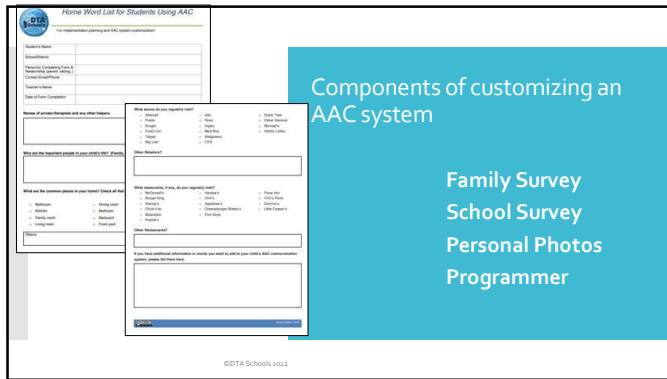 Home Word List for Students Using AAC
DTA
Schools
For implementation planning and AAC system customization!
Student's Name
School/District
Person(s) Completing Form &
Relationship (parent, sibling..)
Contact Email/Phone
Teacher's Name
Date of Form Completion
Names of private therapists and any other helpers
Who are the important people in your child's life? (Family,
What are the common places in your home? Check all that
Bathroom
Kitchen
Family room
Living room
Dining room
Bedroom
Backyard
Front yard
Others:
What stores do you regularly visit?
Walmart
Publix
Kroger
Food Lion
Target
Big Lots
Aldi
Ross
Ingles
Best Buy
Walgreens
CVS
Dollar Tree
Dollar General
Michael's
Hobby Lobby
Other Retailers?
What restaurants, if any, do you regularly visit?
McDonald's
Burger King
Wendy's
Chick-fil-A
Bojangles
Krystal's
Hardee's
Chili's
Applebee's
Cheeseburger Bobby's
Five Guys
Pizza Hut
CiCi's Pizza
Domino's
Little Caesar's
Other Restaurants?
If you have additional information or words you want to add to your child's AAC communication
system, please list them here.
Components of customizing an
AAC system
Family Survey
School Survey
Personal Photos
Programmer
©DTA Schools 2022